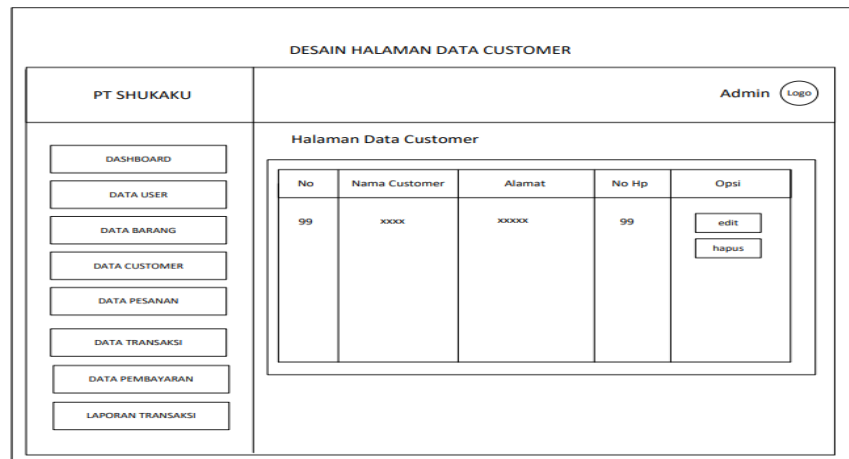 DESAIN HALAMAN DATA CUSTOMER
PT SHUKAKU
Admin Logo
DASHBOARD
DATA USER
DATA BARANG
DATA CUSTOMER
DATA PESANAN
DATA TRANSAKSI
DATA PEMBAYARAN
LAPORAN TRANSAKSI
Halaman Data Customer
No Nama Customer Alamat No Hp Opsi
99 xxxx xxxxx 99 edit
hapus